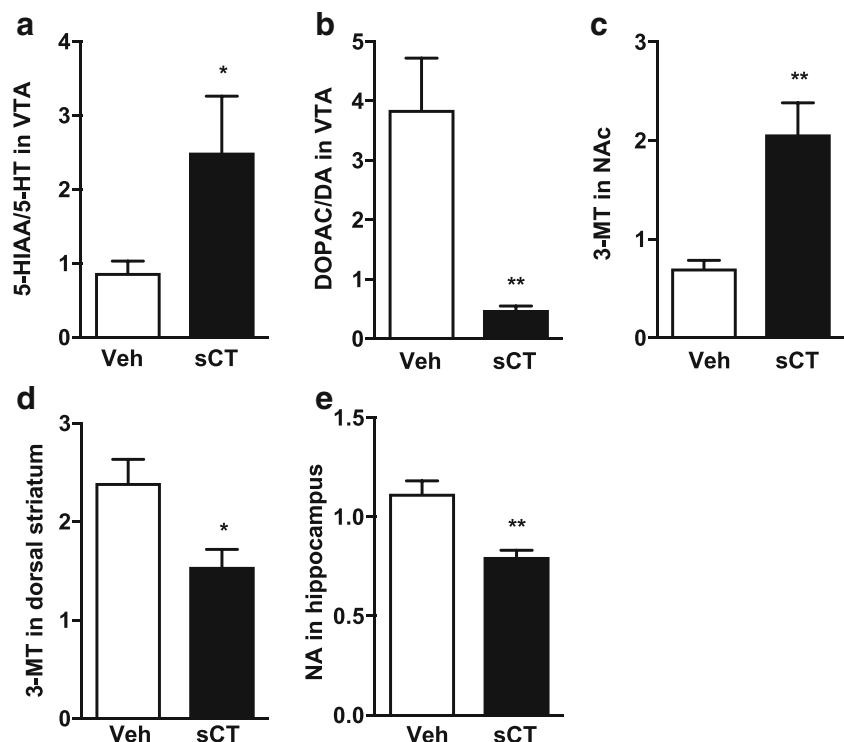 a
5-HIAA/5-HT in VTA
4
3
2
1
0
*
Veh sCT
b
DOPAC/DA in VTA
5
4
3
2
1
0
**
Veh sCT
c
3-MT in NAc
3
2
1
0
**
Veh sCT
d
3-MT in dorsal striatum
3
2
1
0
*
Veh sCT
e
NA in hippocampus
1.5
1.0
0.5
0.0
**
Veh sCT